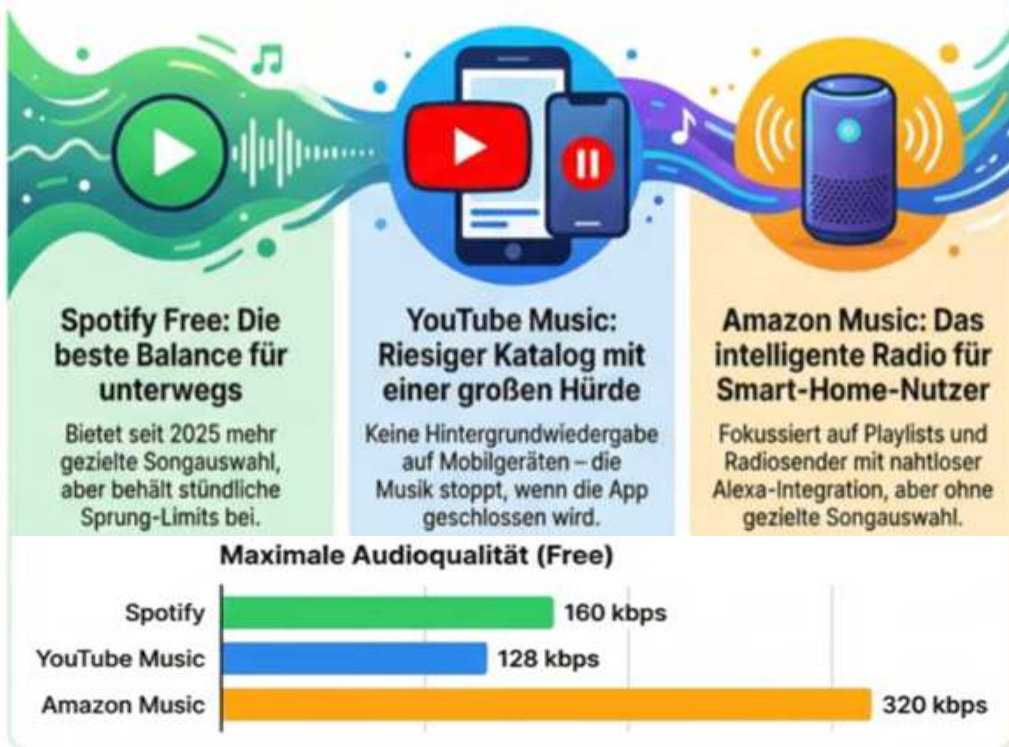 Spotify Free: Die
beste Balance für
unterwegs
Bietet seit 2025 mehr
gezielte Songauswahl,
aber behält stündliche
Sprung-Limits bei.
YouTube Music:
Riesiger Katalog mit
einer großen Hürde
Keine Hintergrundwiedergabe
auf Mobilgeräten – die
Musik stoppt, wenn die App
geschlossen wird.
Amazon Music: Das
intelligente Radio für
Smart-Home-Nutzer
Fokussiert auf Playlists und
Radiosender mit nahtloser
Alexa-Integration, aber ohne
gezielte Songauswahl.
Maximale Audioqualität (Free)
Spotify 160 kbps
YouTube Music 128 kbps
Amazon Music 320 kbps